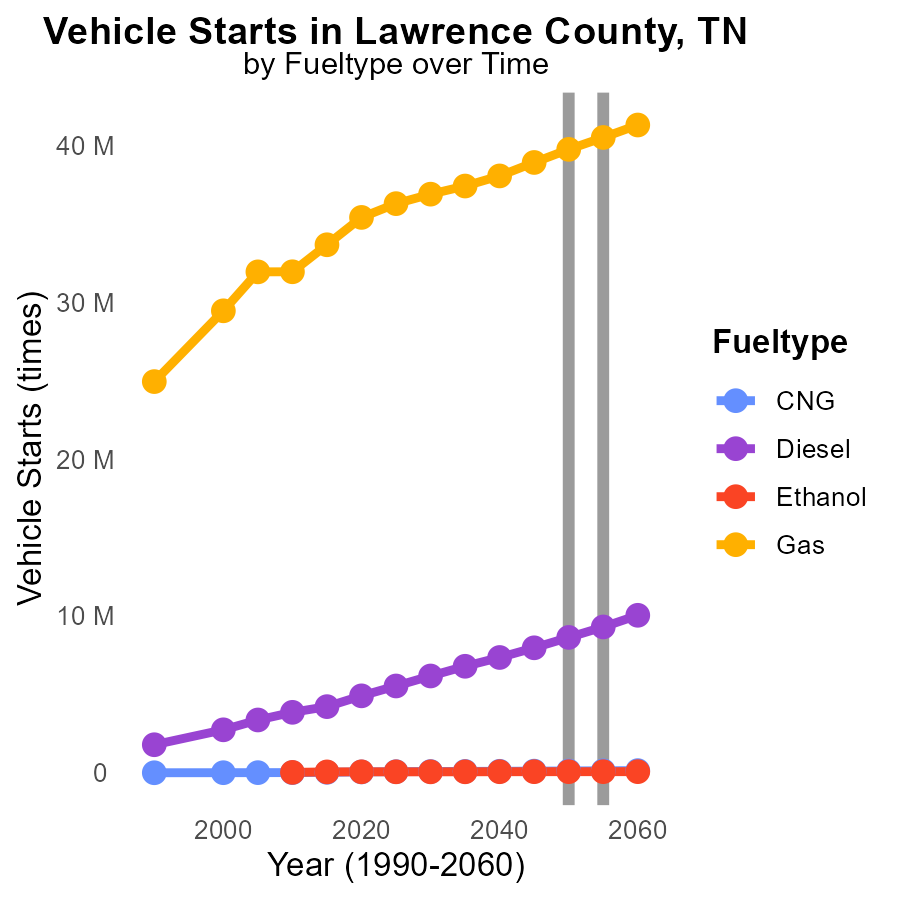 Vehicle Starts in Lawrence County, TN
by Fueltype over Time
Vehicle Starts (times)
40 M
30 M
20 M
10 M
0
2000
2020
2040
2060
Year (1990-2060)
Fueltype
CNG
Diesel
Ethanol
Gas